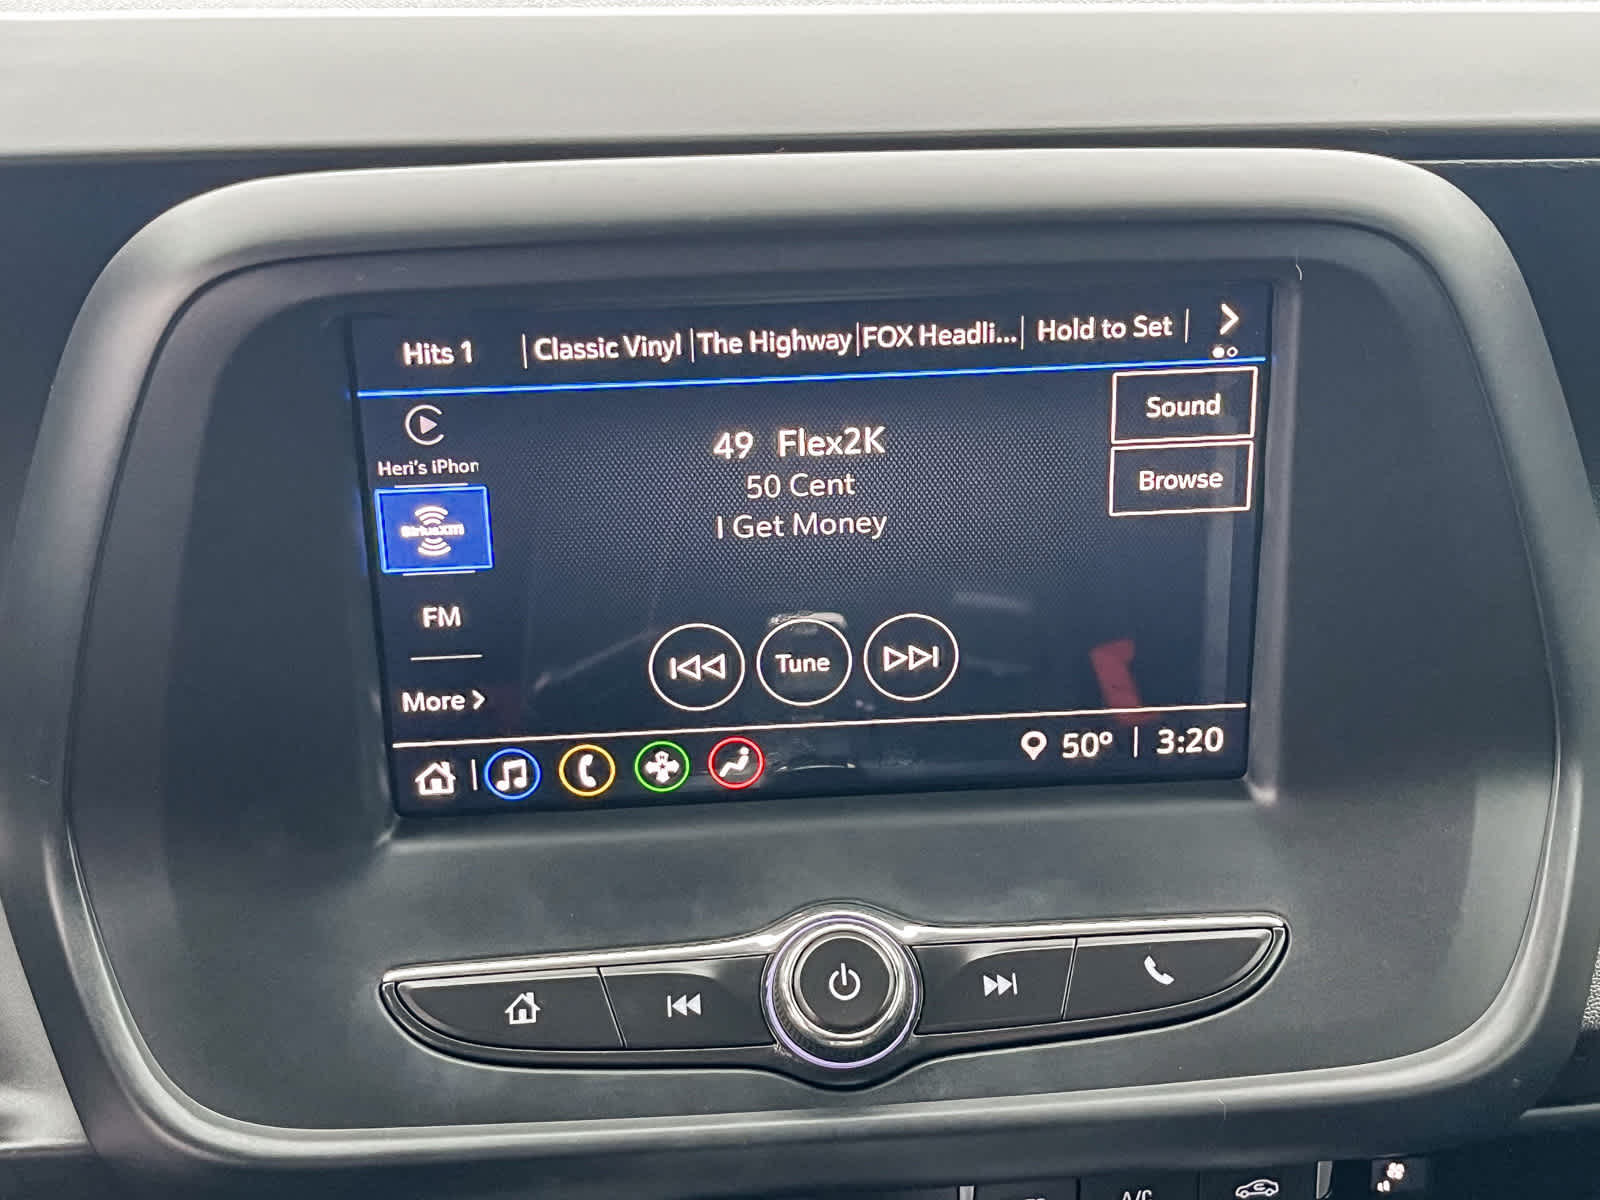 Hits 1 Classic Vinyl The Highway FOX Headli... Hold to Set
Sound
Heri's iPhon
49 Flex2K
50 Cent
Browse
I Get Money
SiriusXm
FM
Tune
More
50° 3:20
A/C